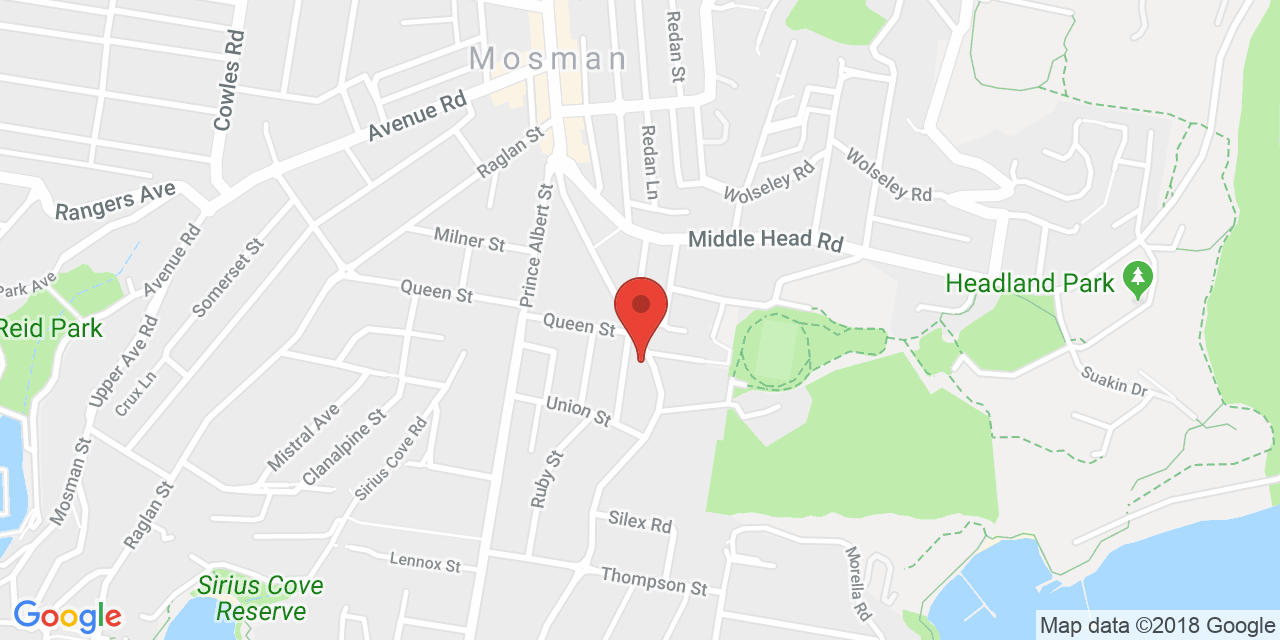 Mosman
Cowles Rd
Redan St
Avenue Rd
Raglan St
Redan Ln
Wolseley Rd
Wolseley Rd
Rangers Ave
Prince Albert St
Milner St
Middle Head Rd
Avenue Rd
Somerset St
Park Ave
Queen St
Headland Park
Reid Park
Queen St
Upper Ave Rd
Crux Ln
Suakin Dr
Union St
Mistral Ave
Clanalpine St
Sirius Cove Rd
Mosman St
Ruby St
Raglan St
Silex Rd
Lennox St
Thompson St
Morella Rd
Sirius Cove
Reserve
Google
Map data ©2018 Google